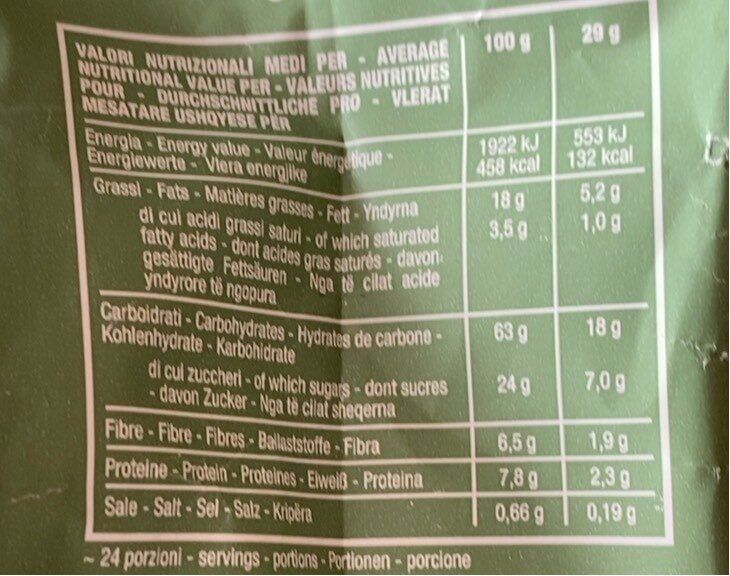 VALORI NUTRIZIONALI MEDI PER - AVERAGE 100 g 29 g
NUTRITIONAL VALUE PER - VALEURS NUTRITIVES
POUR - DURCHSCHNITTLICHE PRO - VLERAT
MESATARE USHQYESE PËR
Energia - Energy value - Valeur énergétique - 1922 kJ 553 kJ
Energiewerte - Vlera energjike 458 kcal 132 kcal
Grassi - Fats - Matières grasses - Fett - Yndyrna 18 g 5,2 g
di cui acidi grassi saturi - of which saturated 3,5 g 1,0 g
fatty acids - dont acides gras saturés - davon
gesättigte Fettsäuren - Nga të cilat acide
yndyrore të ngopura
Carboidrati - Carbohydrates - Hydrates de carbone - 63 g 18 g
Kohlenhydrate - Karbohidrate
di cui zuccheri - of which sugars - dont sucres 24 g 7,0 g
- davon Zucker - Nga të cilat sheqerna
Fibre - Fibre - Fibres - Ballaststoffe - Fibra 6,5 g 1,9 g
Proteine - Protein - Proteines - Eiweiß - Proteina 7,8 g 2,3 g
Sale - Salt - Sel - Salz - Kripëra 0,66 g 0,19 g
~ 24 porzioni - servings - portions - Portionen - porcione